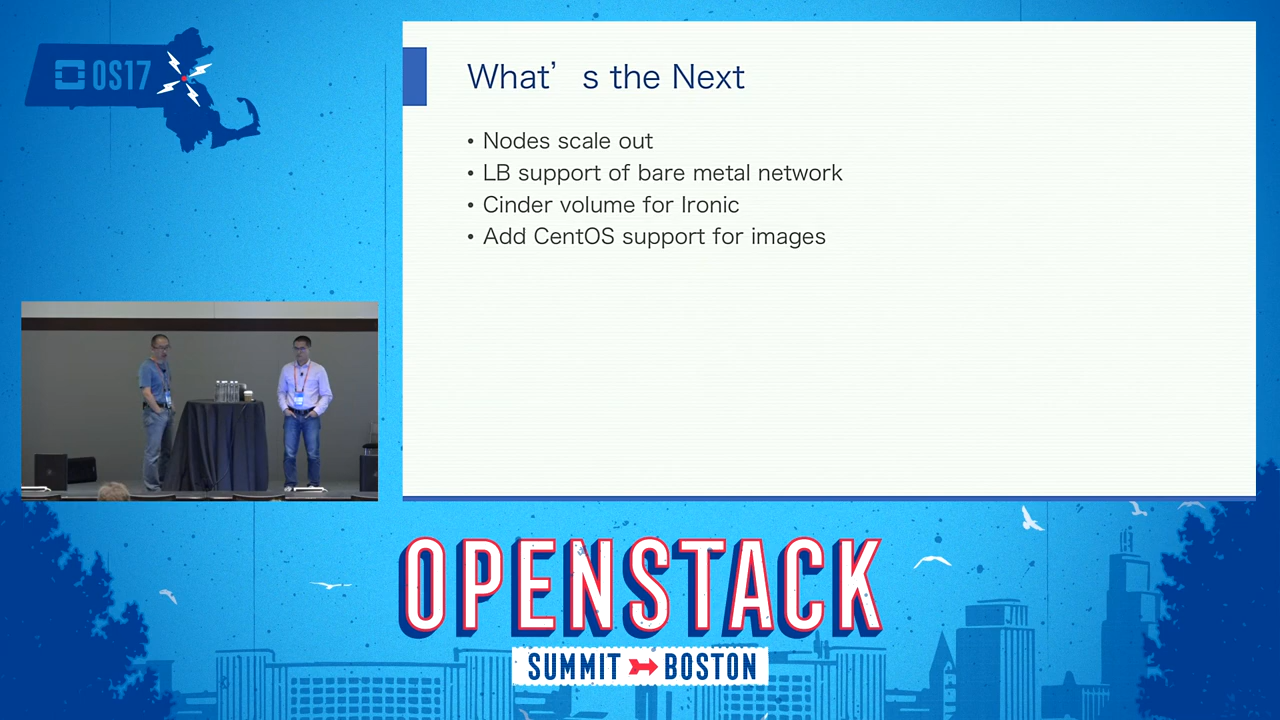 OS17
What’s the Next
• Nodes scale out
• LB support of bare metal network
• Cinder volume for Ironic
• Add CentOS support for images
OPENSTACK
SUMMIT BOSTON